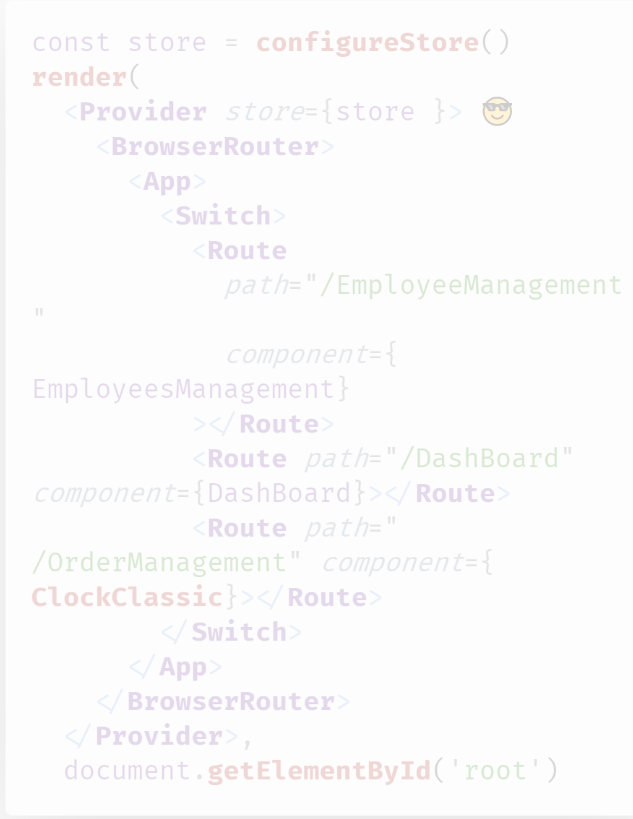 const store = configureStore()
render(
  <Provider store={store }> 😎
    <BrowserRouter>
      <App>
        <Switch>
          <Route
            path="/EmployeeManagement
"
            component={
EmployeesManagement}
          ></Route>
          <Route path="/DashBoard"
component={DashBoard}></Route>
          <Route path="
/OrderManagement" component={
ClockClassic}></Route>
        </Switch>
      </App>
    </BrowserRouter>
  </Provider>,
  document.getElementById('root')